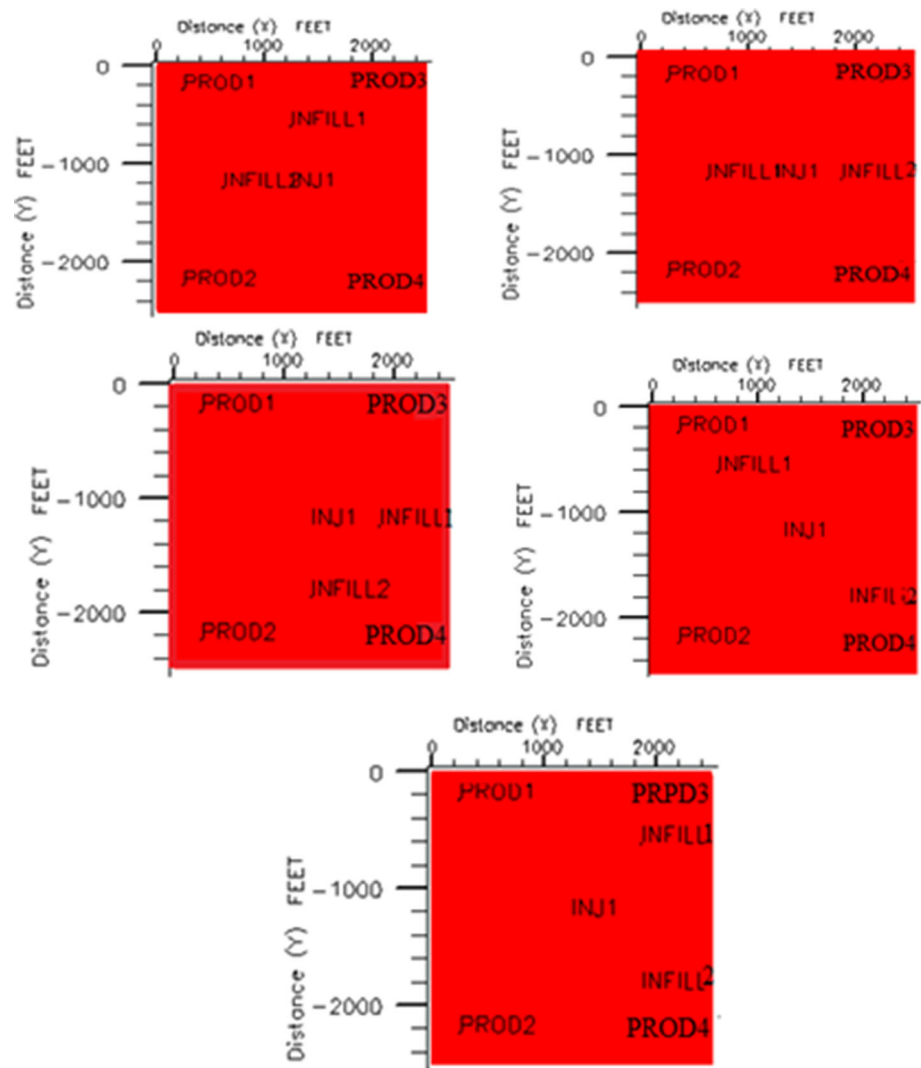 Distance (X) FEET
0 1000 2000
Distance (Y) FEET
0
-1000
-2000
PROD1 PROD3
INFILL1
INFILL2 INJ1
PROD2 PROD4
Distance (X) FEET
0 1000 2000
Distance (Y) FEET
0
-1000
-2000
PROD1 PROD3
INFILL1 INJ1 INFILL2
PROD2 PROD4
Distance (X) FEET
0 1000 2000
Distance (Y) FEET
0
-1000
-2000
PROD1 PROD3
INJ1 INFILL1
INFILL2
PROD2 PROD4
Distance (X) FEET
0 1000 2000
Distance (Y) FEET
0
-1000
-2000
PROD1 PROD3
INFILL1
INJ1
INFILL2
PROD2 PROD4
Distance (X) FEET
0 1000 2000
Distance (Y) FEET
0
-1000
-2000
PROD1 PRPD3
INFILL1
INJ1
INFILL2
PROD2 PROD4